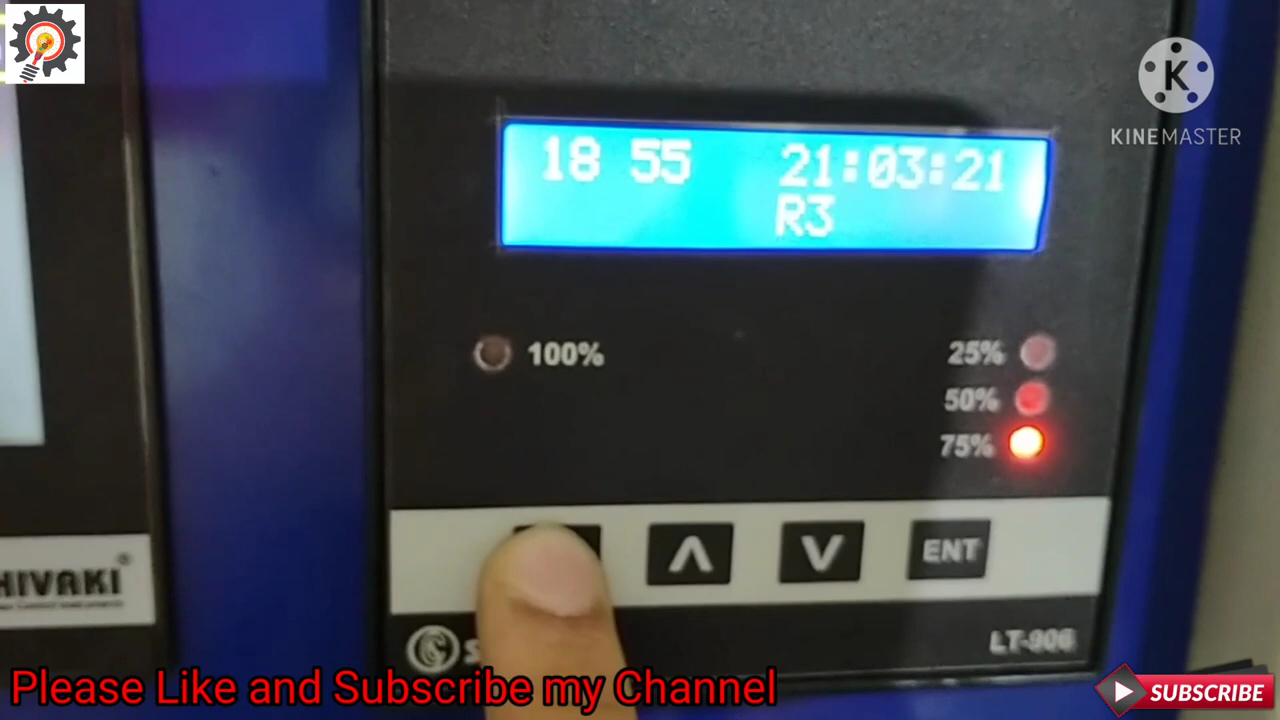 KINEMASTER
18 55 21:03:21
R3
100%
25%
50%
75%
ENT
HIVAKI
LT-906
Please Like and Subscribe my Channel
SUBSCRIBE